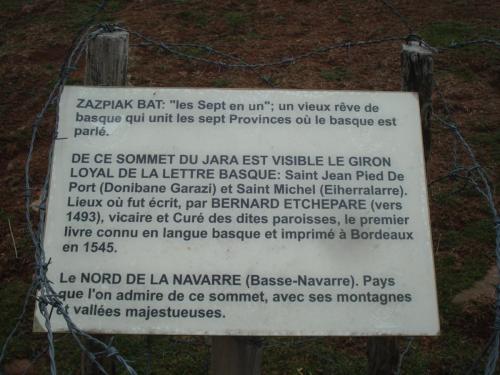 ZAZPIAK BAT: "les Sept en un"; un vieux rêve de
basque qui unit les sept Provinces où le basque est
parlé.
DE CE SOMMET DU JARA EST VISIBLE LE GIRON
LOYAL DE LA LETTRE BASQUE: Saint Jean Pied De
Port (Donibane Garazi) et Saint Michel (Eiherralarre).
Lieux où fut écrit, par BERNARD ETCHEPARE (vers
1493), vicaire et Curé des dites paroisses, le premier
livre connu en langue basque et imprimé à Bordeaux
en 1545.
Le NORD DE LA NAVARRE (Basse-Navarre). Pays
que l'on admire de ce sommet, avec ses montagnes
et vallées majestueuses.